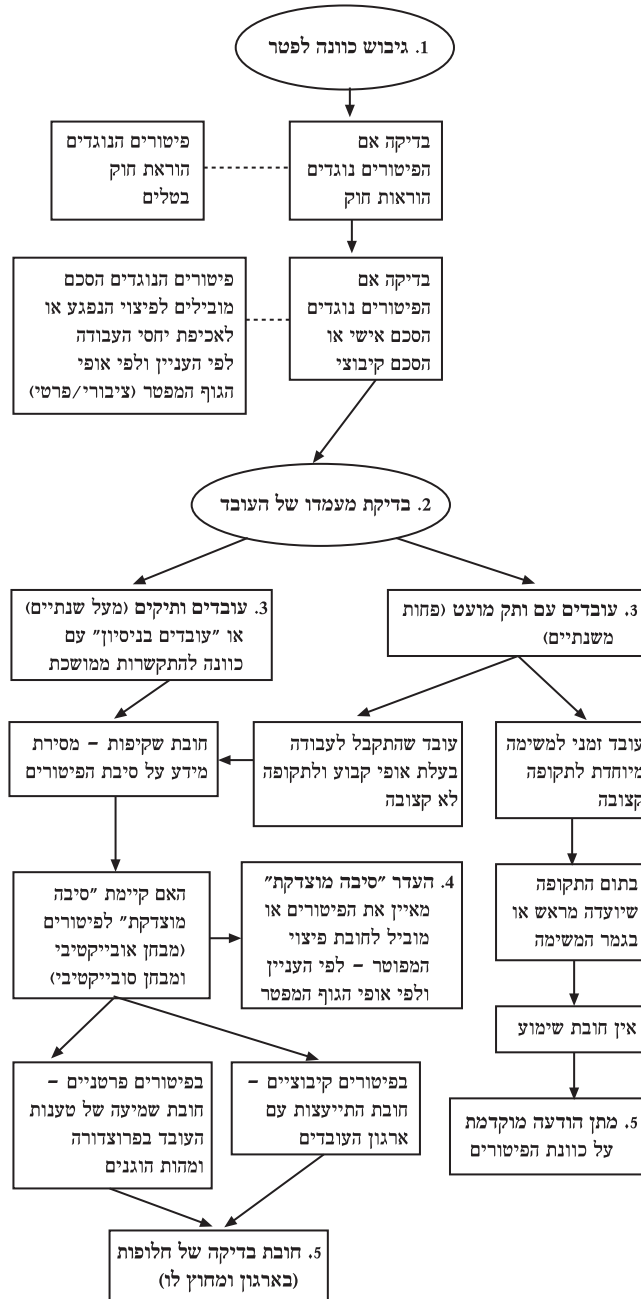 1. גיבוש כוונה לפטר
בדיקה אם
הפיטורים נוגדים
הוראות חוק
פיטורים הנוגדים
הוראת חוק
בטלים
בדיקה אם
הפיטורים נוגדים
הסכם אישי או
הסכם קיבוצי
פיטורים הנוגדים הסכם
מובילים לפיצוי הנפגע או
לאכיפת יחסי העבודה
לפי העניין ולפי אופי
הגוף המפטר (ציבורי/פרטי)
2. בדיקת מעמדו של העובד
3. עובדים עם ותק מועט (פחות
משנתיים)
3. עובדים ותיקים (מעל שנתיים)
או "עובדים בניסיון" עם
כוונה להתקשרות ממושכת
עובד זמני למשימה
מיוחדת לתקופה
קצובה
עובד שהתקבל לעבודה
בעלת אופי קבוע ולתקופה
לא קצובה
חובת שקיפות – מסירת
מידע על סיבת הפיטורים
בתום התקופה
שיועדה מראש או
בגמר המשימה
4. העדר "סיבה מוצדקת"
מאיין את הפיטורים או
מוביל לחובת פיצוי
המפוטר – לפי העניין
ולפי אופי הגוף המפטר
האם קיימת "סיבה
מוצדקת" לפיטורים
(מבחן אובייקטיבי
ומבחן סובייקטיבי)
אין חובת שימוע
5. מתן הודעה מוקדמת
על כוונת הפיטורים
בפיטורים קיבוציים –
חובת התייעצות עם
ארגון העובדים
בפיטורים פרטניים –
חובת שמיעה של טענות
העובד בפרוצדורה
ומהות הוגנים
5. חובת בדיקה של חלופות
(בארגון ומחוץ לו)